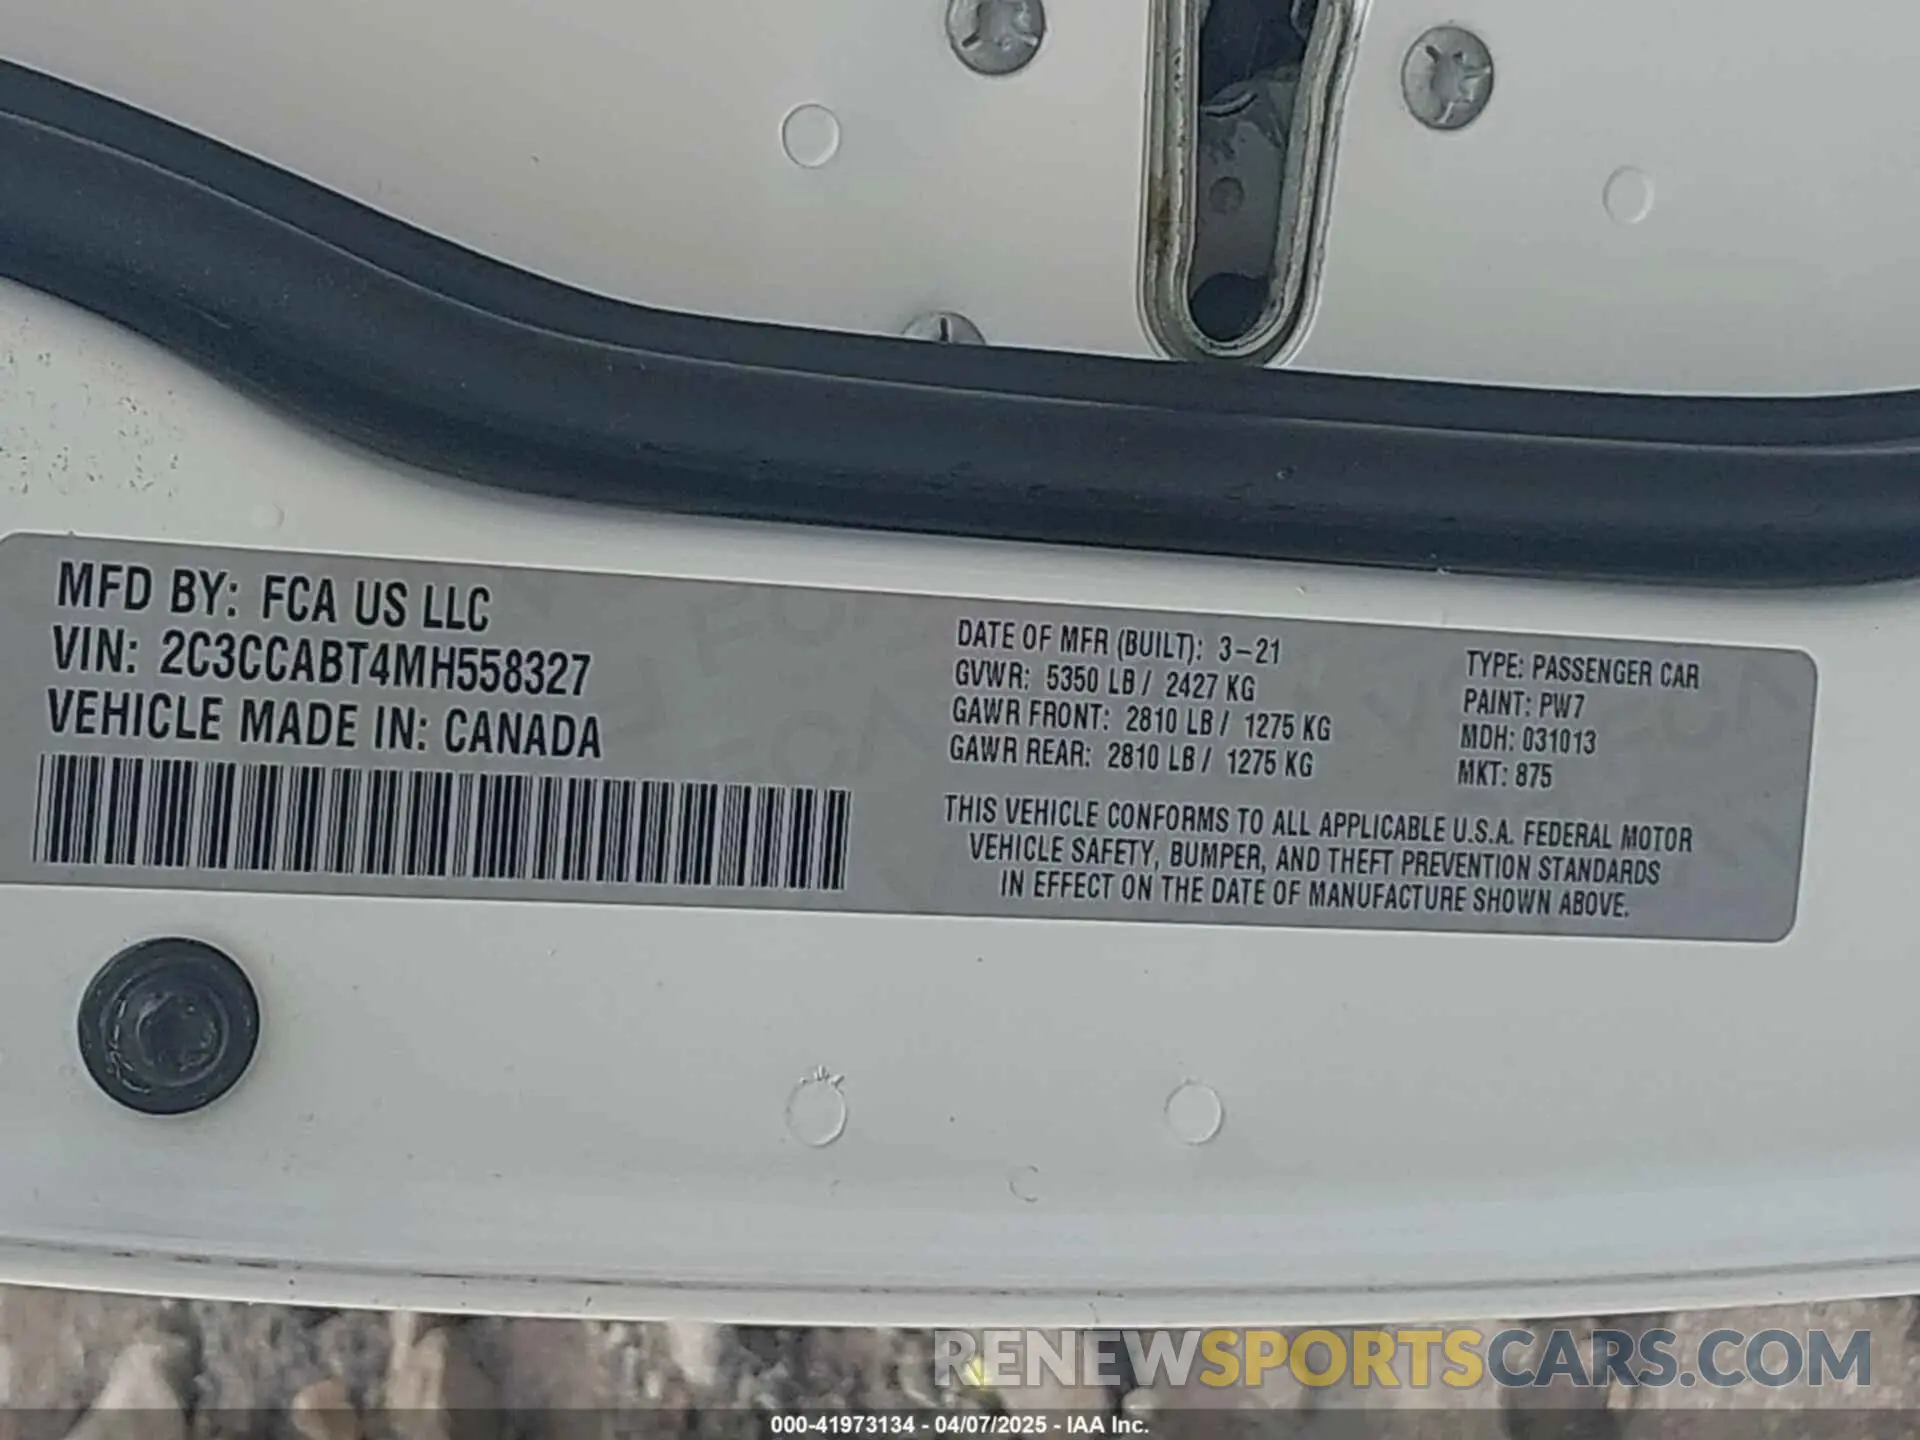 MFD BY: FCA US LLC
VIN: 2C3CCABT4MH558327
VEHICLE MADE IN: CANADA
DATE OF MFR (BUILT): 3-21
GVWR: 5350 LB / 2427 KG
GAWR FRONT: 2810 LB / 1275 KG
GAWR REAR: 2810 LB / 1275 KG
TYPE: PASSENGER CAR
PAINT: PW7
MDH: 031013
MKT: 875
THIS VEHICLE CONFORMS TO ALL APPLICABLE U.S.A. FEDERAL MOTOR
VEHICLE SAFETY, BUMPER, AND THEFT PREVENTION STANDARDS
IN EFFECT ON THE DATE OF MANUFACTURE SHOWN ABOVE.
RENEWSPORTSCARS.COM
000-41973134 - 04/07/2025 - IAA Inc.